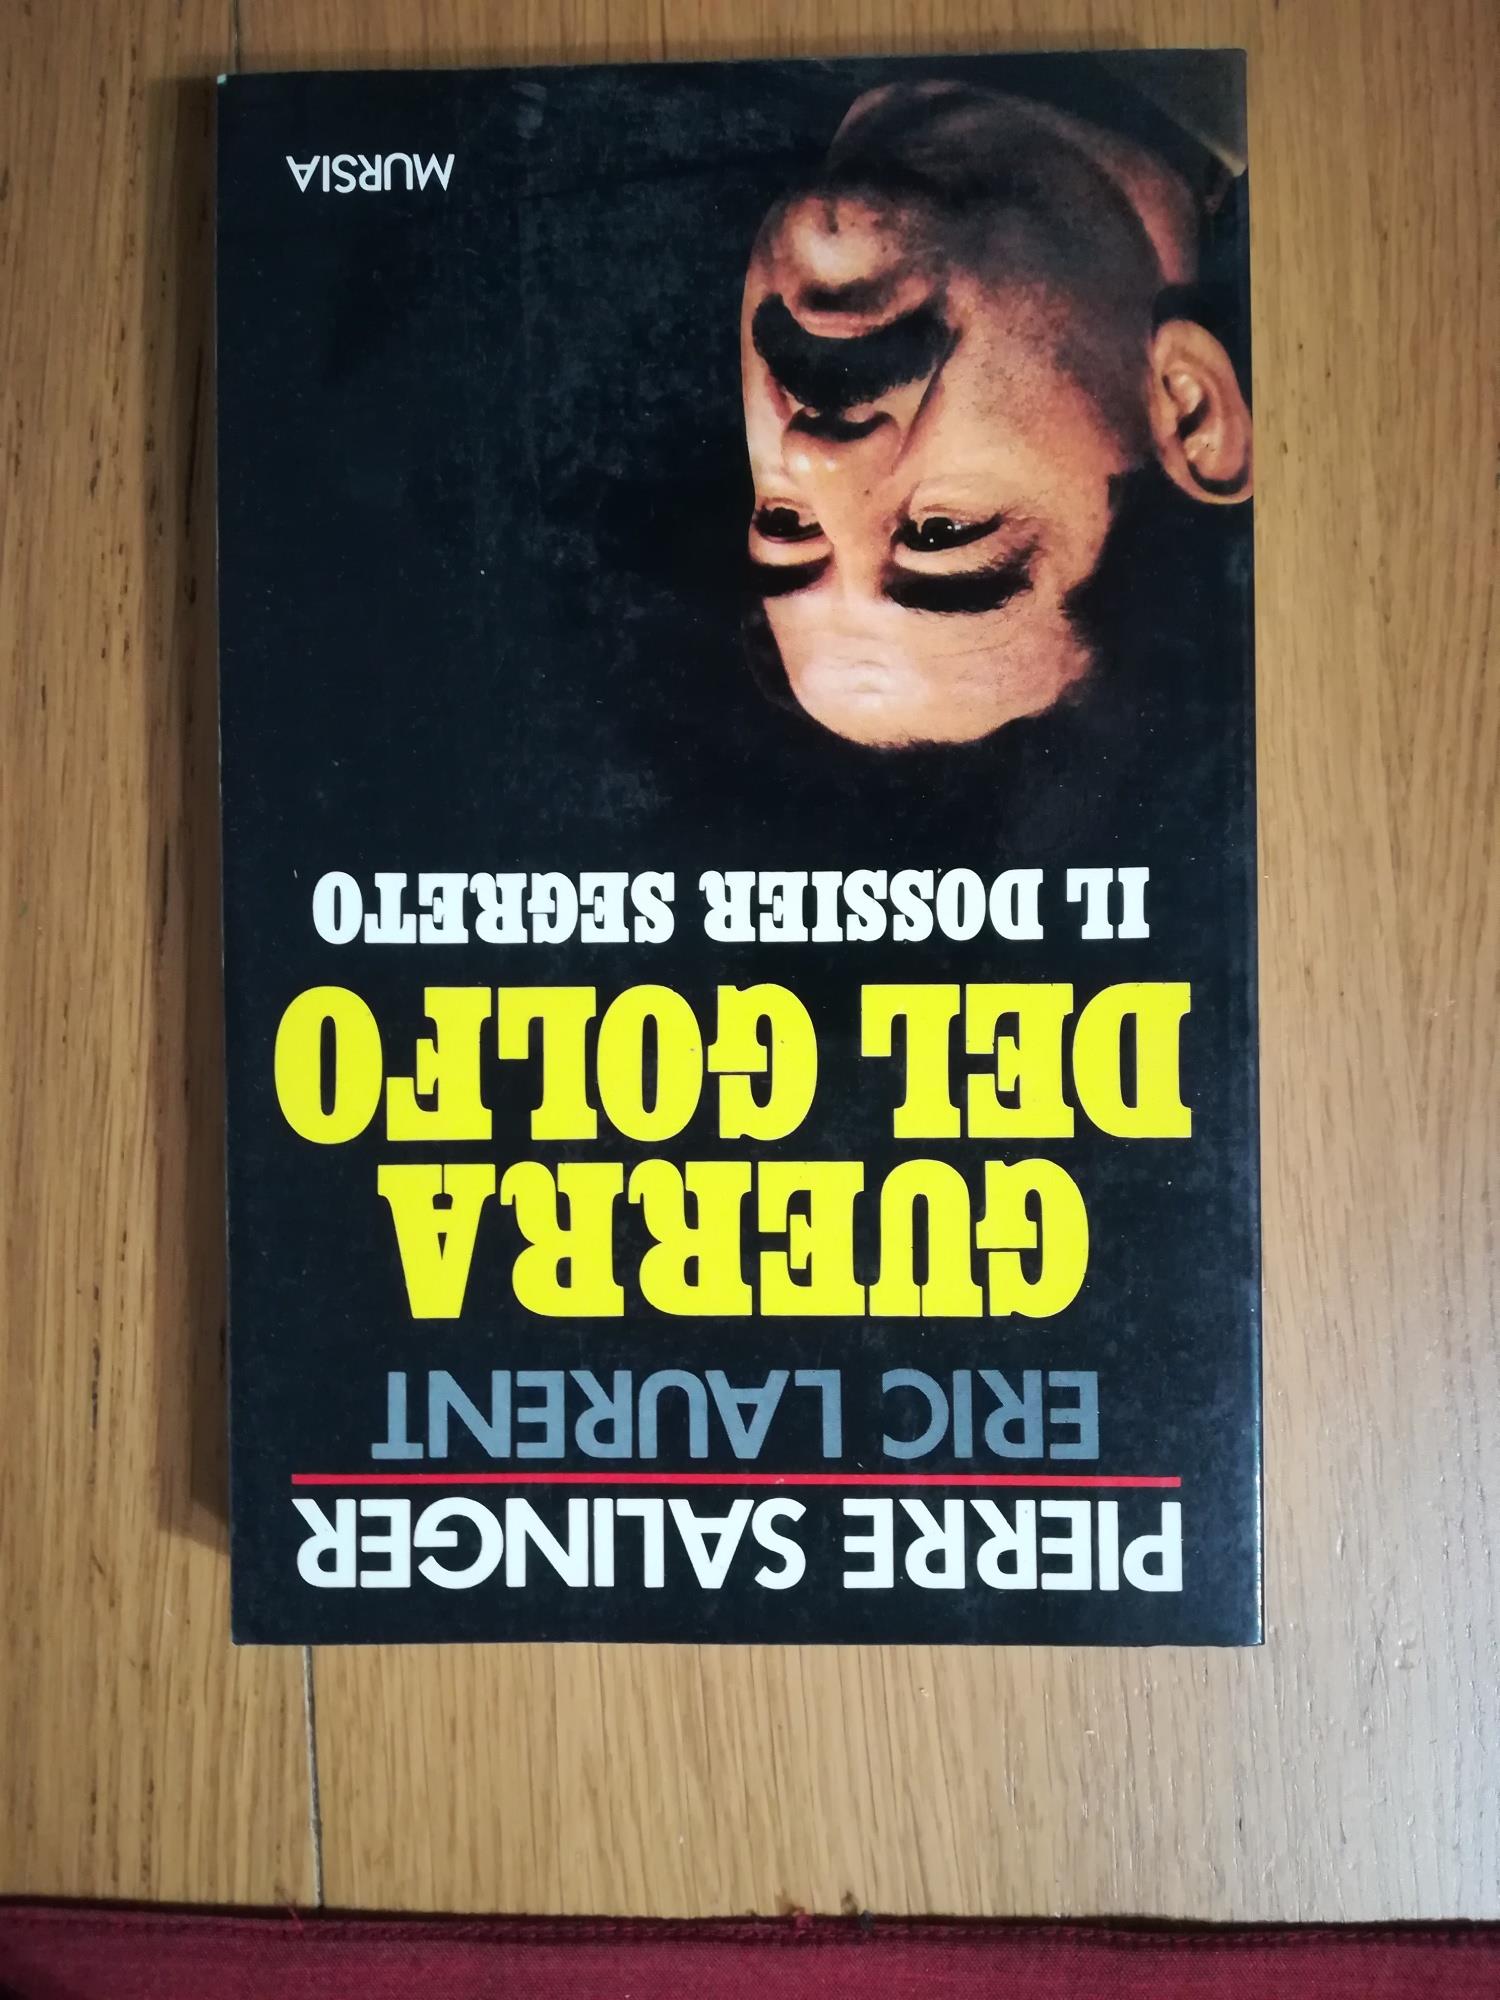 PIERRE SALINGER
ERIC LAURENT
GUERRA
DEL GOLFO
IL DOSSIER SEGRETO
MURSIA